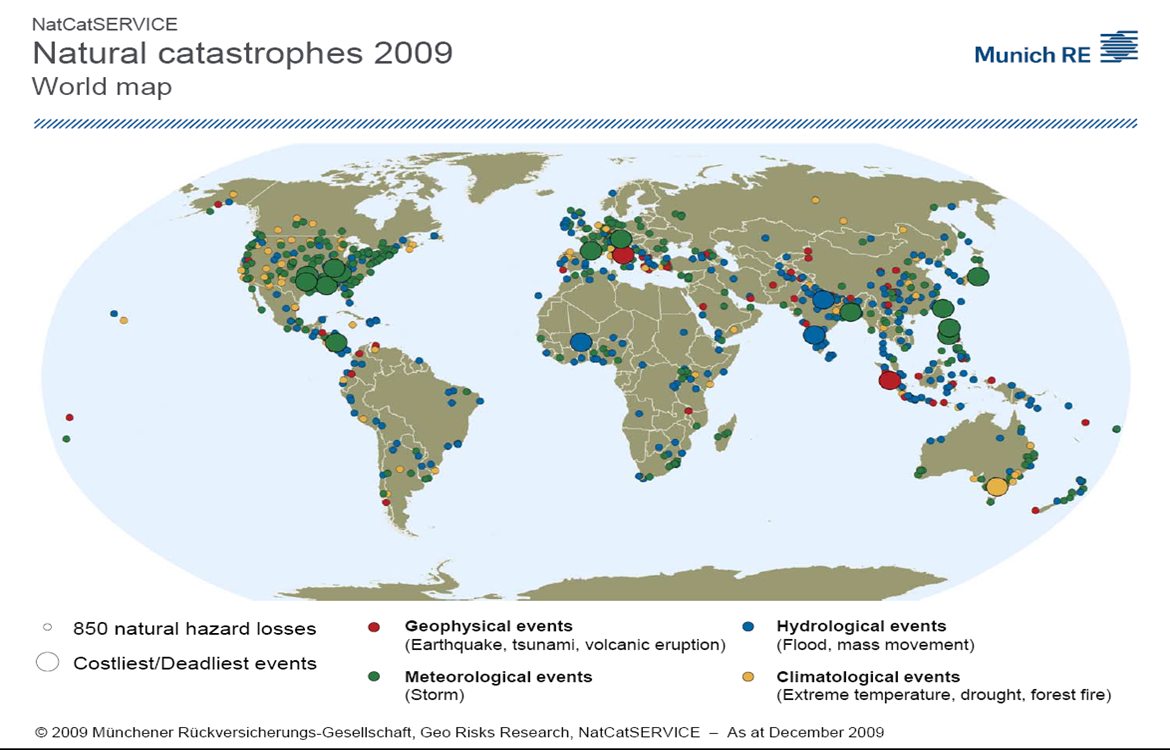 NatCatSERVICE
Natural catastrophes 2009
World map
Munich RE
850 natural hazard losses
Costliest/Deadliest events
Geophysical events
(Earthquake, tsunami, volcanic eruption)
Meteorological events
(Storm)
Hydrological events
(Flood, mass movement)
Climatological events
(Extreme temperature, drought, forest fire)
© 2009 Münchener Rückversicherungs-Gesellschaft, Geo Risks Research, NatCatSERVICE – As at December 2009